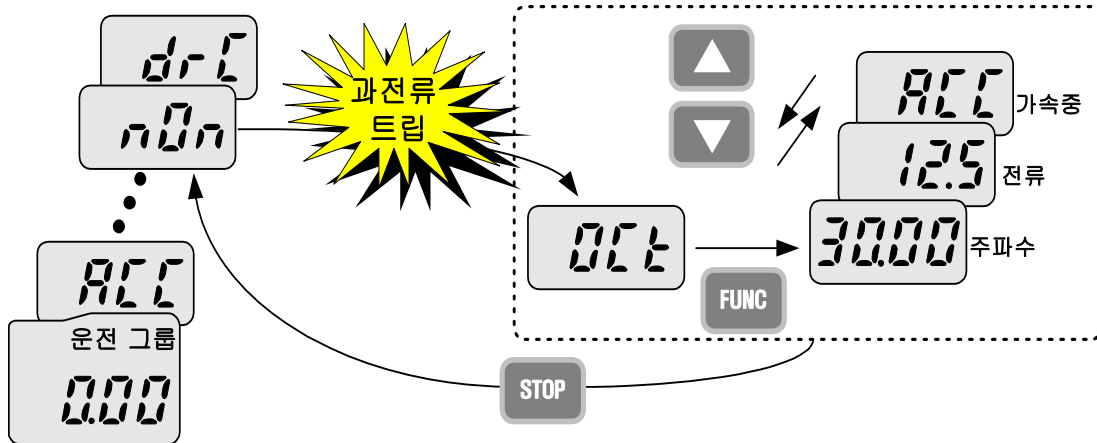 drC
nOn
ACC
운전 그룹
0.00
과전류
트립
OCt
FUNC
ACC 가속중
12.5 전류
30.00 주파수
STOP